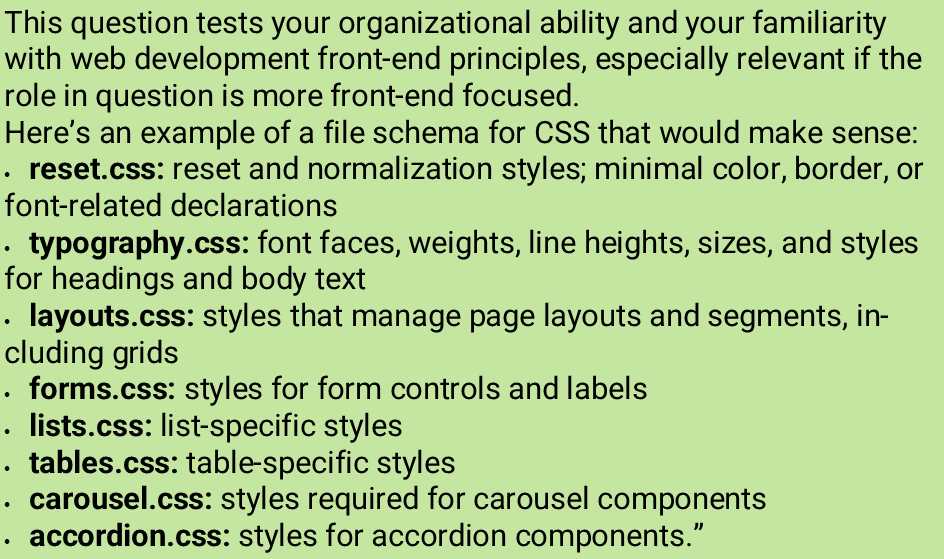 This question tests your organizational ability and your familiarity
with web development front-end principles, especially relevant if the
role in question is more front-end focused.
Here’s an example of a file schema for CSS that would make sense:
• reset.css: reset and normalization styles; minimal color, border, or
font-related declarations
• typography.css: font faces, weights, line heights, sizes, and styles
for headings and body text
• layouts.css: styles that manage page layouts and segments, in-
cluding grids
• forms.css: styles for form controls and labels
• lists.css: list-specific styles
• tables.css: table-specific styles
• carousel.css: styles required for carousel components
• accordion.css: styles for accordion components.”